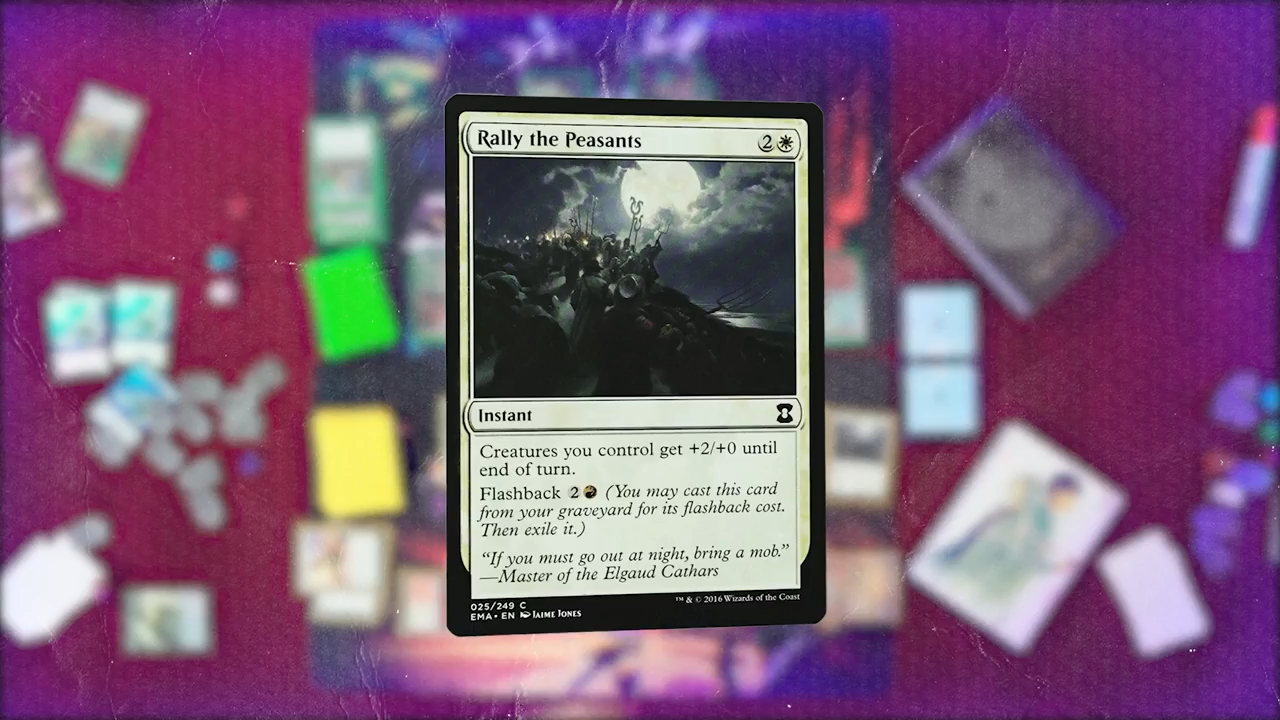 Rally the Peasants 2
Instant
Creatures you control get +2/+0 until
end of turn.
Flashback 2 (You may cast this card
from your graveyard for its flashback cost.
Then exile it.)
“If you must go out at night, bring a mob.”
—Master of the Elgaud Cathars
025/249 C
™ & © 2016 Wizards of the Coast
EMA • EN Jaime Jones